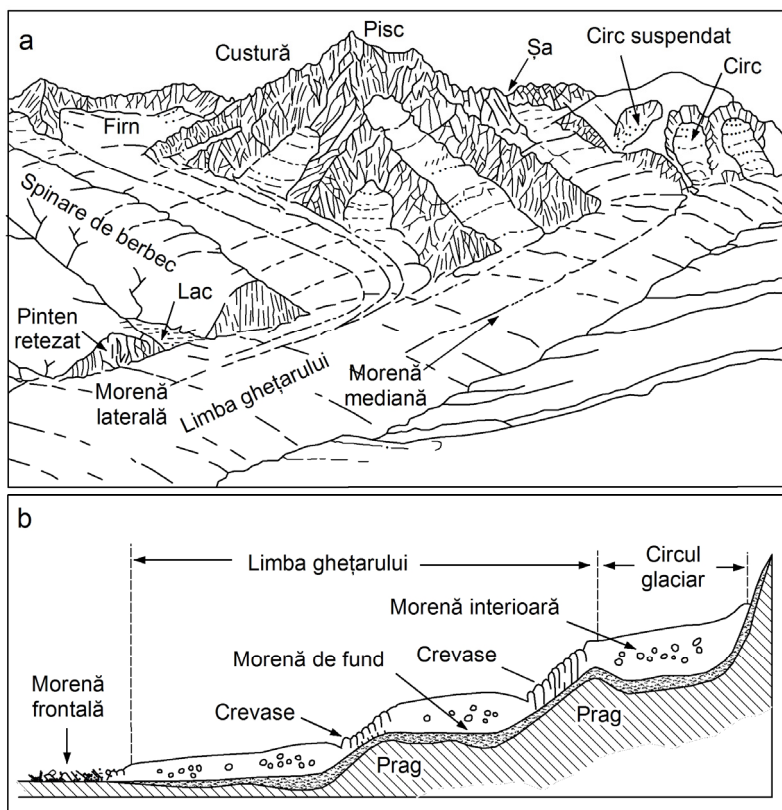 a
Pisc
Custură
Șa
Circ suspendat
Circ
Firn
Spinare de berbec
Lac
Pinten
retezat
Morenă
laterală
Limba ghețarului
Morenă
mediană
b
Limba ghețarului
Circul
glaciar
Morenă interioară
Morenă de fund
Crevase
Morenă
frontală
Crevase
Prag
Prag